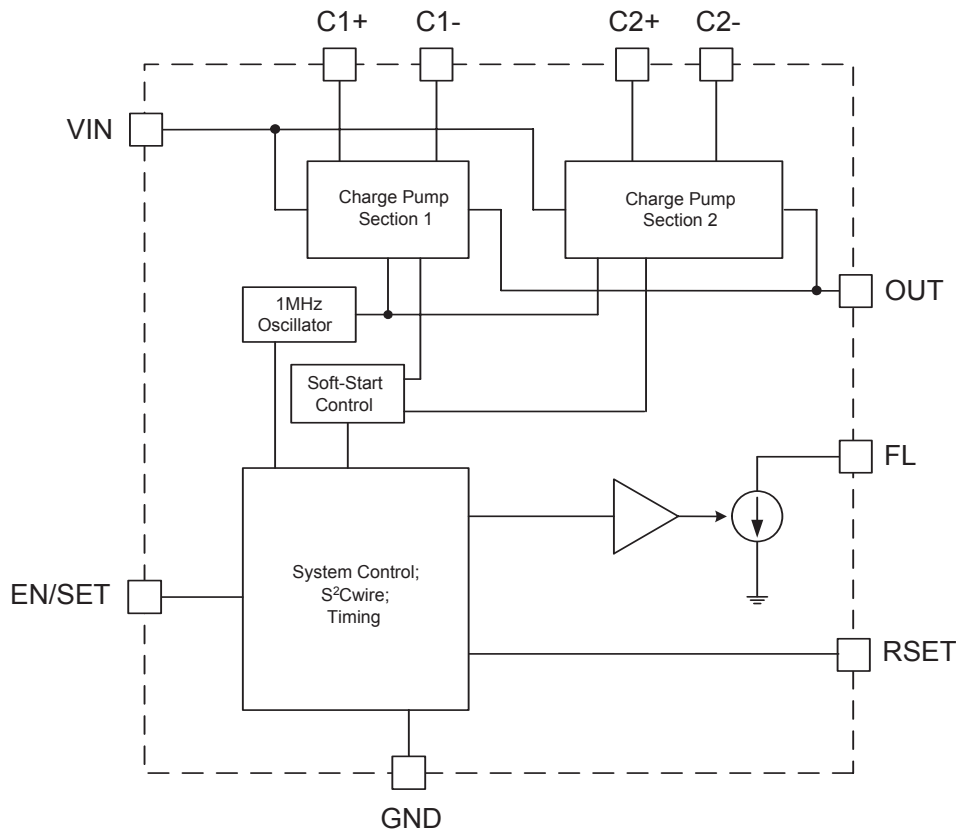 C1+ C1- C2+ C2-
VIN
Charge Pump
Section 1
Charge Pump
Section 2
OUT
1MHz
Oscillator
Soft-Start
Control
FL
System Control;
S²Cwire;
Timing
EN/SET
RSET
GND